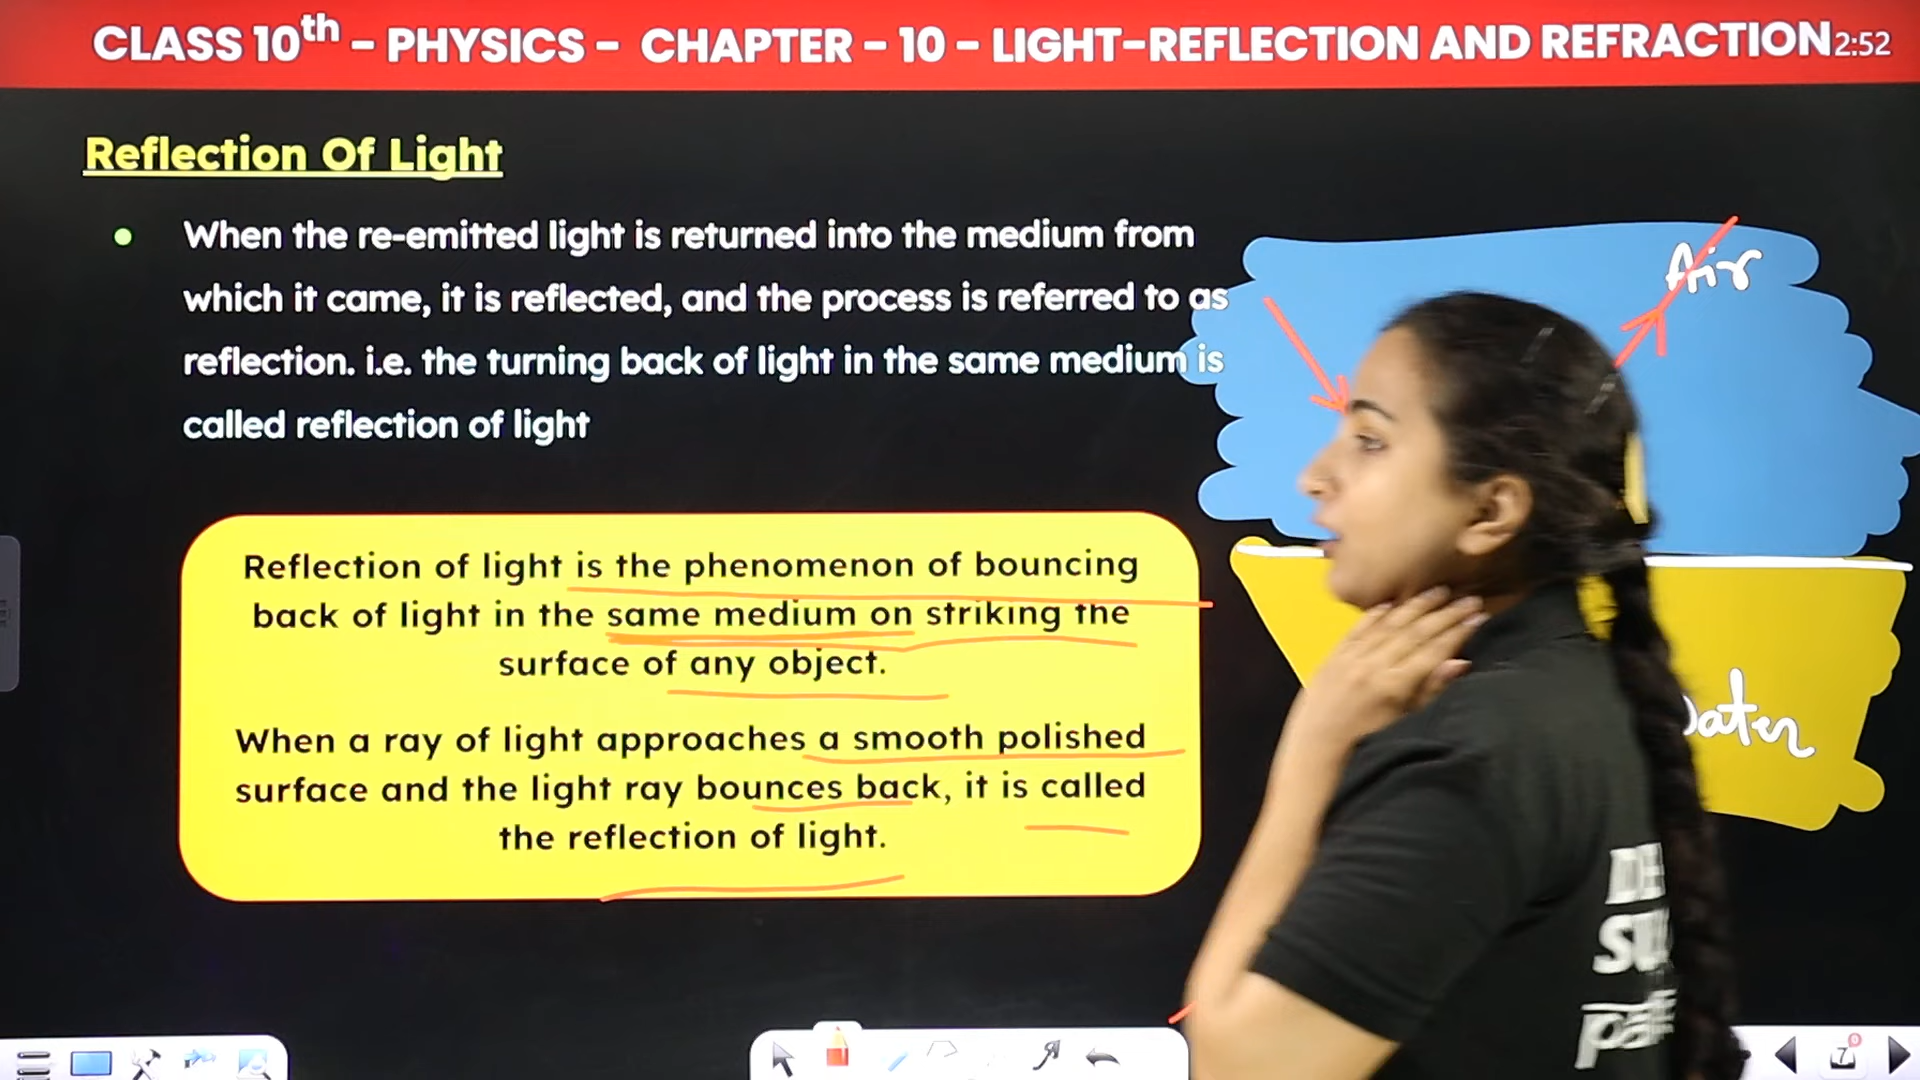 CLASS 10th - PHYSICS - CHAPTER - 10 - LIGHT-REFLECTION AND REFRACTION
2:52
Reflection Of Light
When the re-emitted light is returned into the medium from
which it came, it is reflected, and the process is referred to as
reflection. i.e. the turning back of light in the same medium is
called reflection of light
Air
Reflection of light is the phenomenon of bouncing
back of light in the same medium on striking the
surface of any object.
When a ray of light approaches a smooth polished
surface and the light ray bounces back, it is called
the reflection of light.
7
0